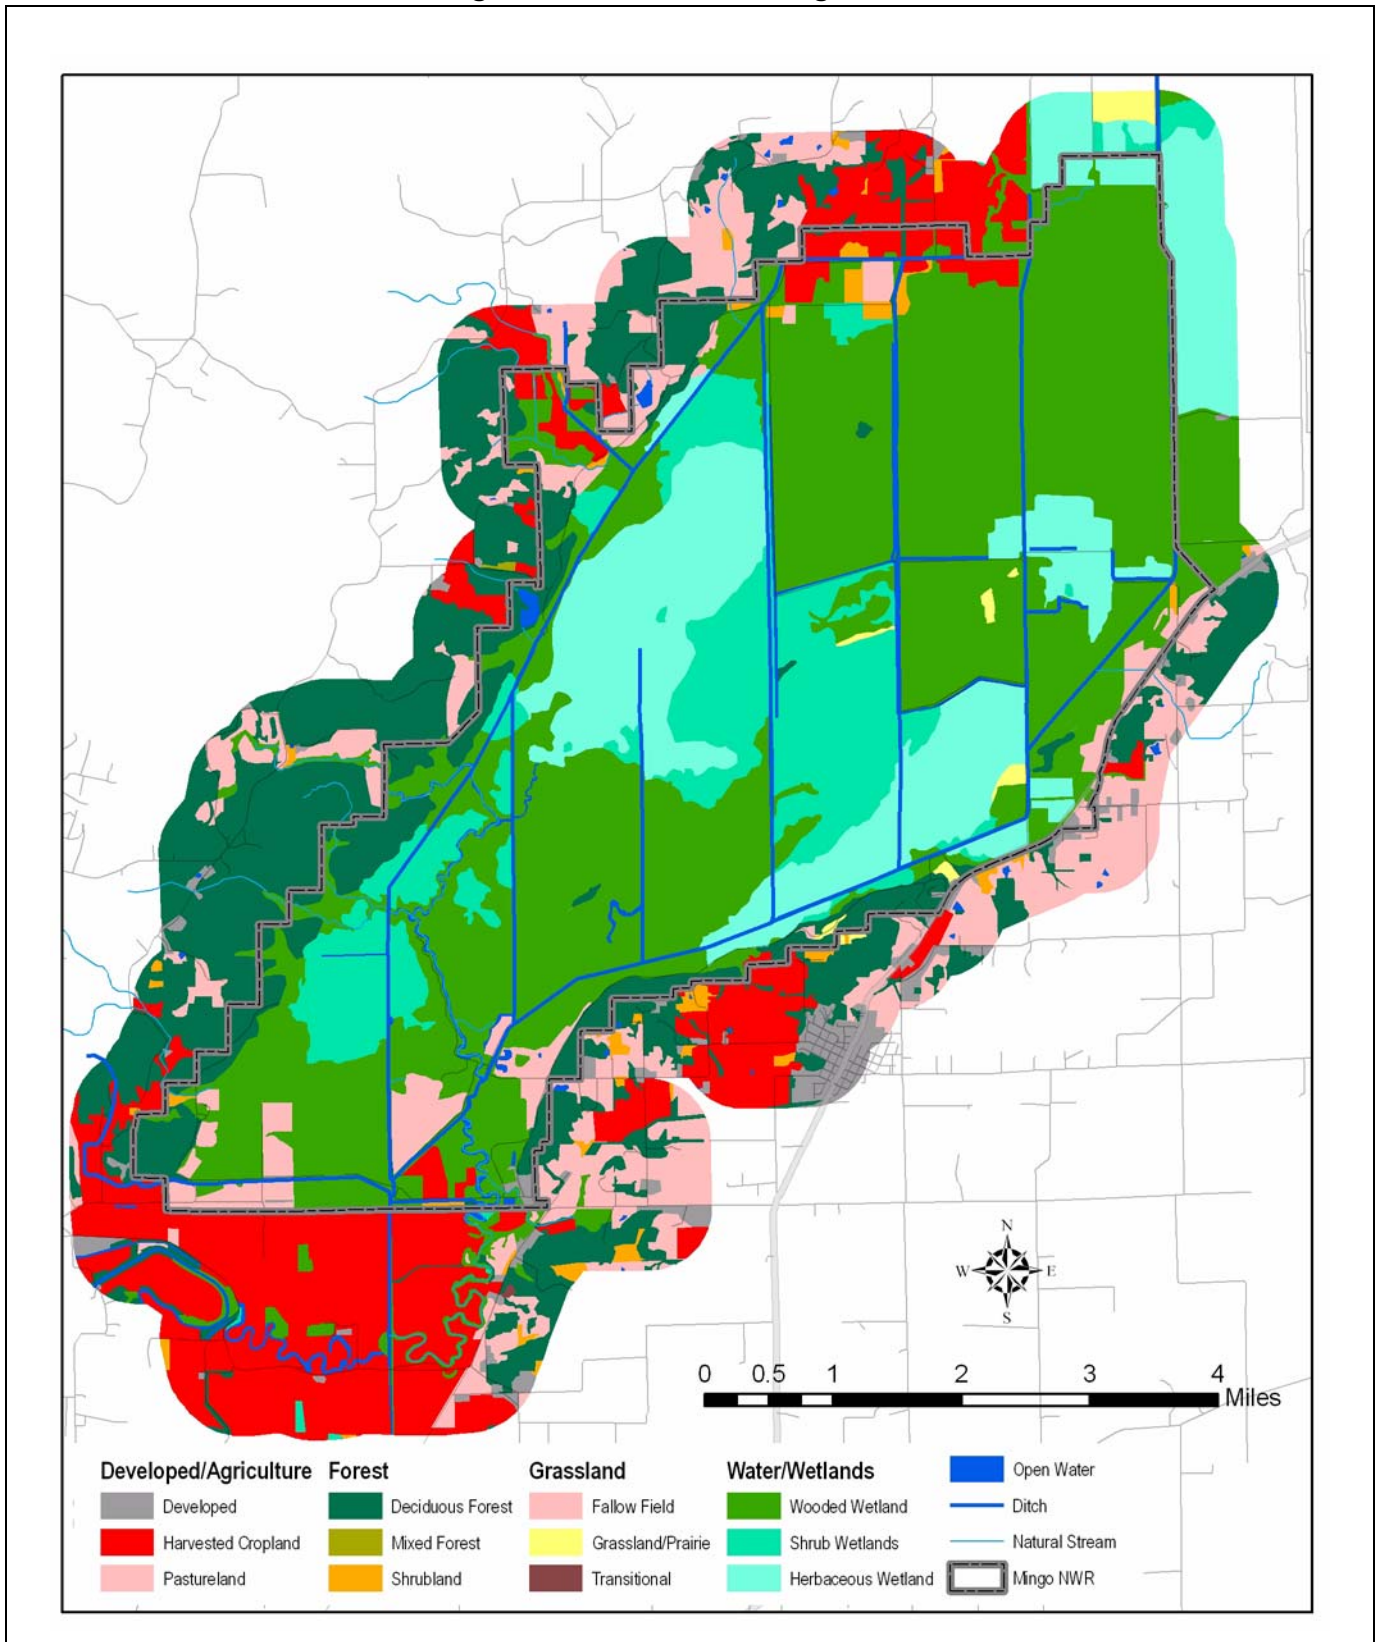 N
W E
S
0 0.5 1 2 3 4
Miles
Developed/Agriculture
Developed
Harvested Cropland
Pastureland
Forest
Deciduous Forest
Mixed Forest
Shrubland
Grassland
Fallow Field
Grassland/Prairie
Transitional
Water/Wetlands
Wooded Wetland
Shrub Wetlands
Herbaceous Wetland
Open Water
Ditch
Natural Stream
Mingo NWR